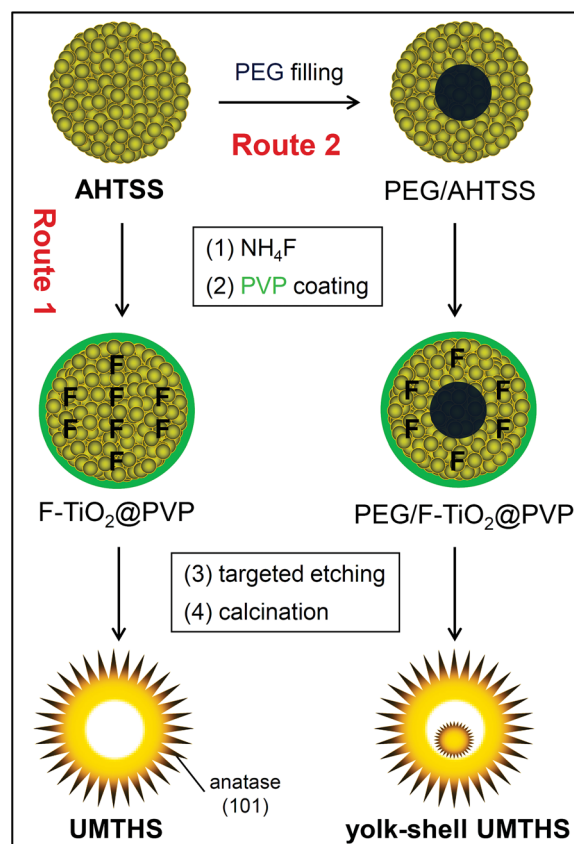 PEG filling
Route 2
AHTSS
PEG/AHTSS
Route 1
(1) NH₄F
(2) PVP coating
F
F F F
F F F
F
F
F F
F F
F
F-TiO₂@PVP
PEG/F-TiO₂@PVP
(3) targeted etching
(4) calcination
anatase
(101)
UMTHS
yolk-shell UMTHS